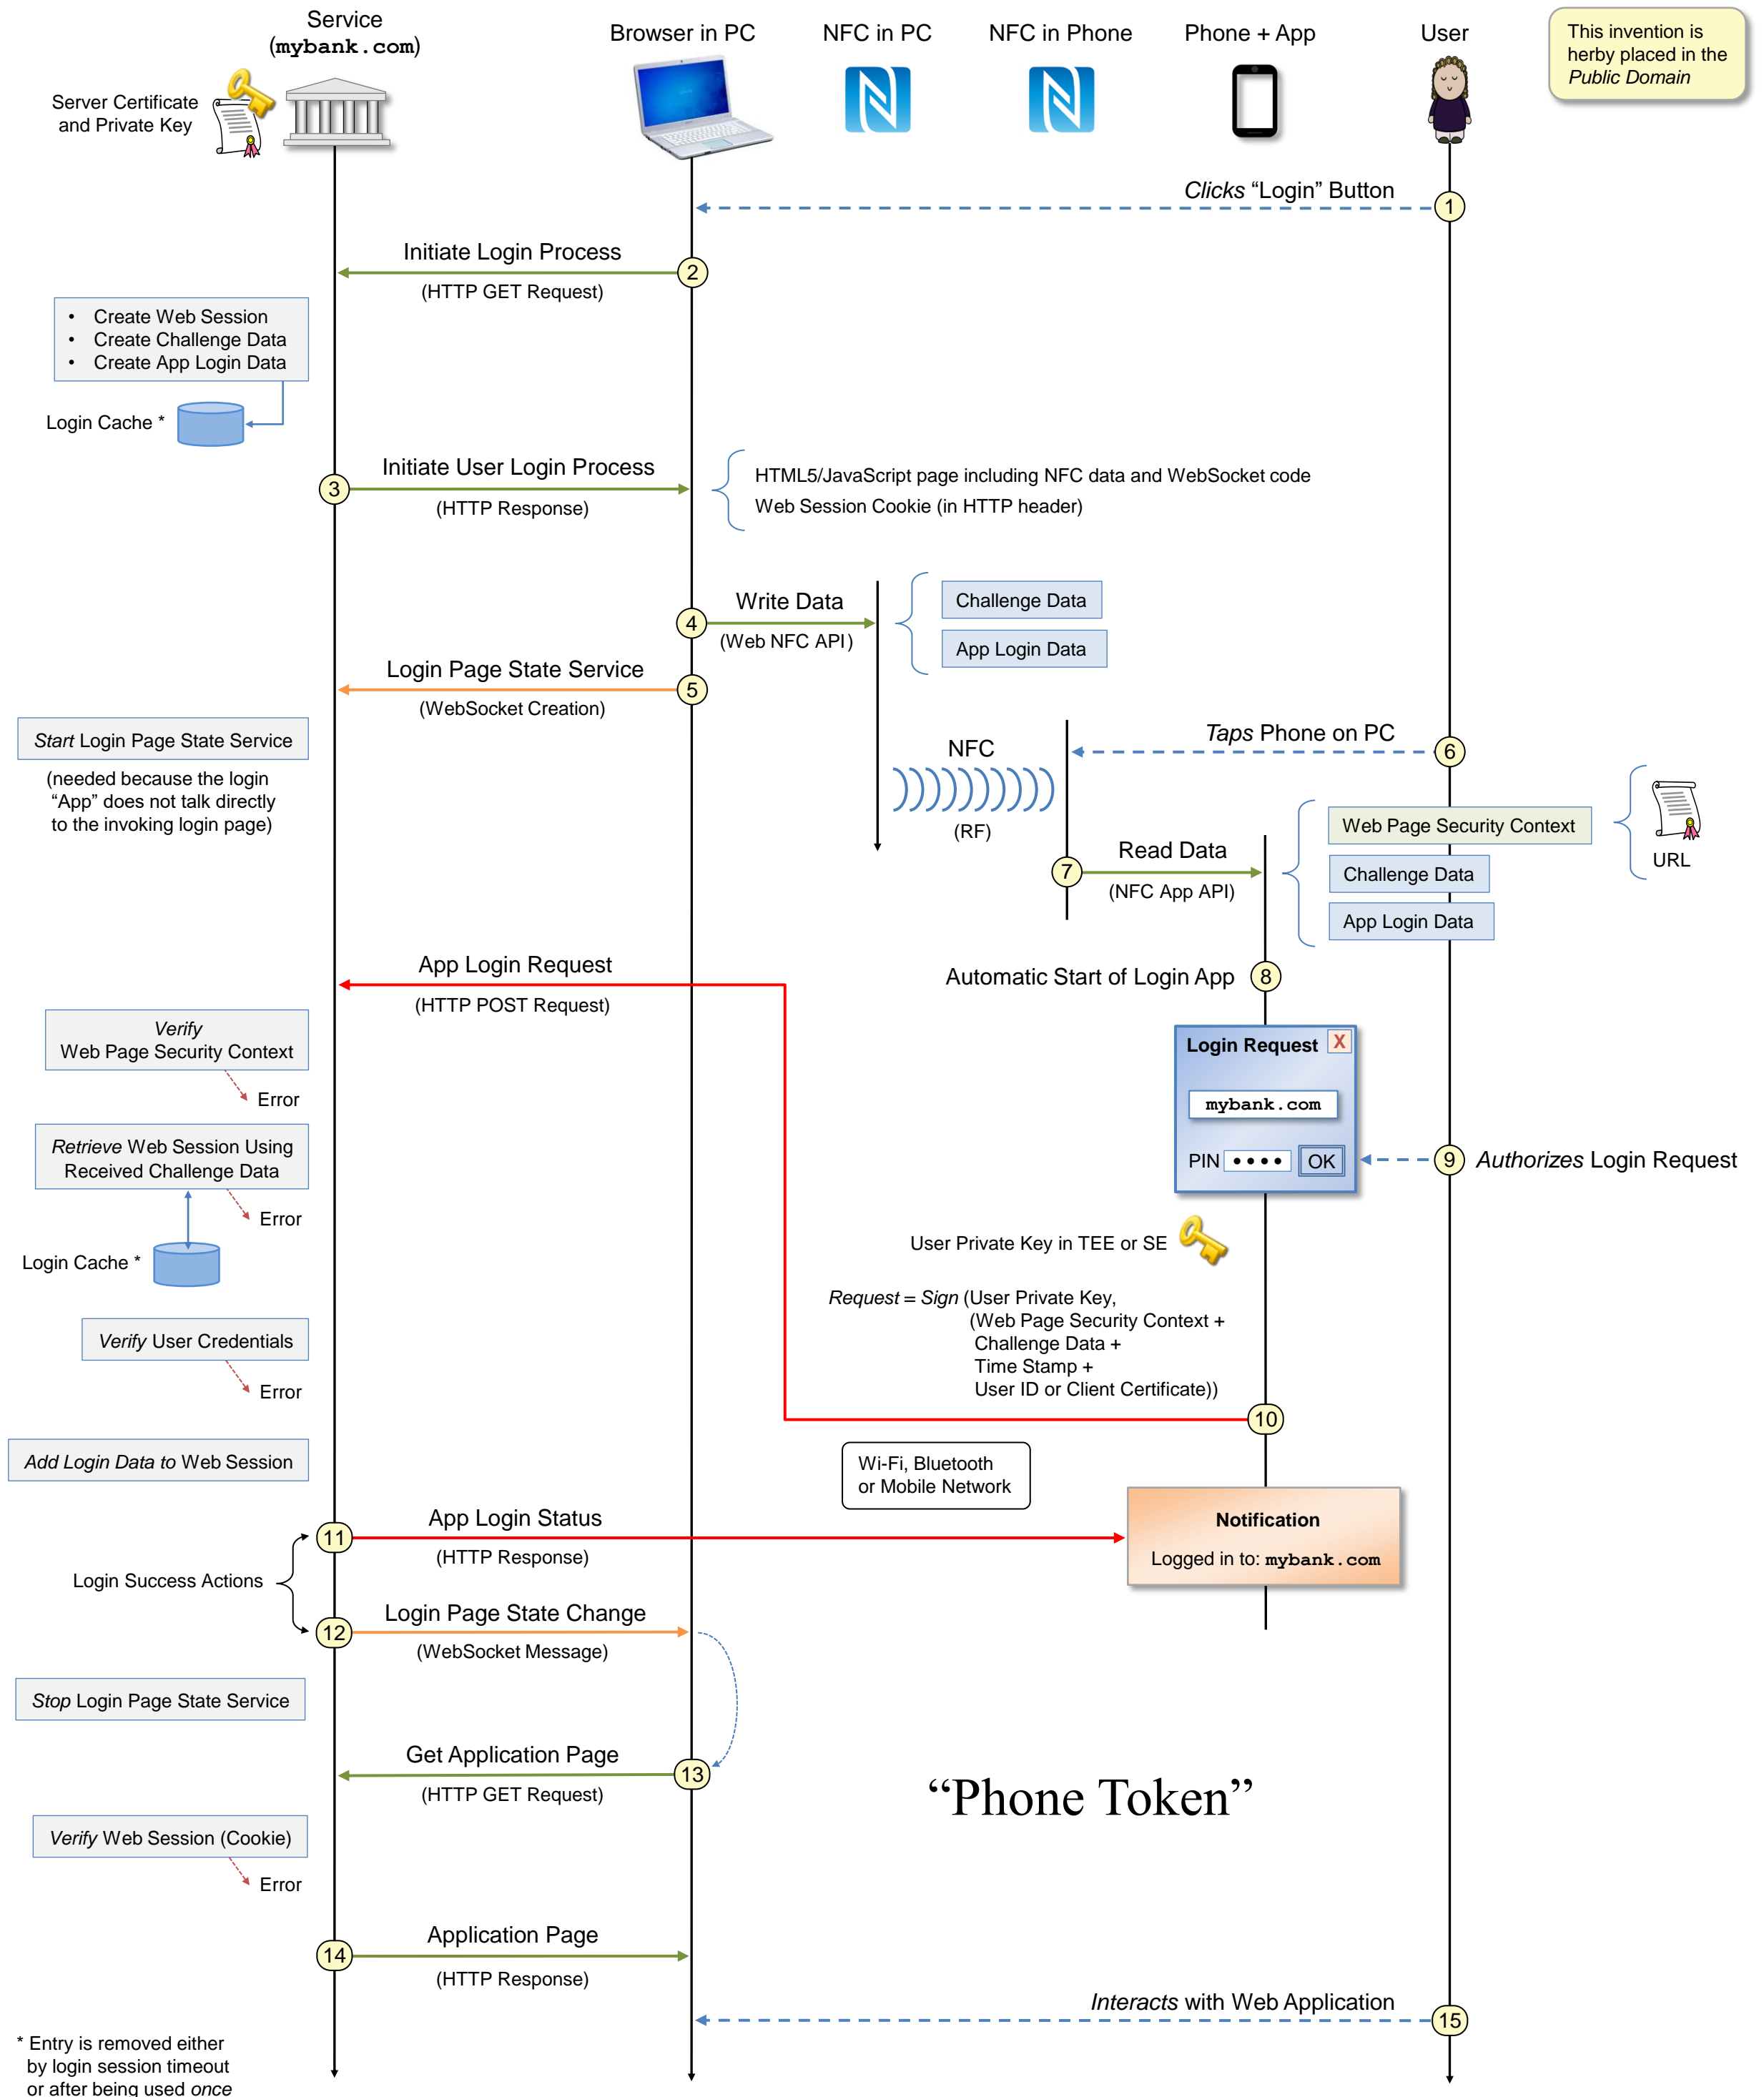 Service
(mybank.com)
Browser in PC
NFC in PC
NFC in Phone
Phone + App
User
This invention is
herby placed in the
Public Domain
Server Certificate
and Private Key
Clicks “Login” Button
1
Initiate Login Process
2
(HTTP GET Request)
• Create Web Session
• Create Challenge Data
• Create App Login Data
Login Cache *
3
Initiate User Login Process
(HTTP Response)
HTML5/JavaScript page including NFC data and WebSocket code
Web Session Cookie (in HTTP header)
4
Write Data
(Web NFC API)
Challenge Data
App Login Data
Login Page State Service
5
(WebSocket Creation)
Start Login Page State Service
(needed because the login
“App” does not talk directly
to the invoking login page)
Taps Phone on PC
6
NFC
(RF)
7
Read Data
(NFC App API)
Web Page Security Context
Challenge Data
App Login Data
URL
App Login Request
(HTTP POST Request)
Automatic Start of Login App
8
Verify
Web Page Security Context
Error
Login Request
X
mybank.com
PIN
OK
9
Authorizes Login Request
Retrieve Web Session Using
Received Challenge Data
Error
Login Cache *
User Private Key in TEE or SE
Request = Sign (User Private Key,
(Web Page Security Context +
Challenge Data +
Time Stamp +
User ID or Client Certificate))
10
Verify User Credentials
Error
Add Login Data to Web Session
Wi-Fi, Bluetooth
or Mobile Network
11
App Login Status
(HTTP Response)
Notification
Logged in to: mybank.com
Login Success Actions
12
Login Page State Change
(WebSocket Message)
Stop Login Page State Service
Get Application Page
13
(HTTP GET Request)
“Phone Token”
Verify Web Session (Cookie)
Error
14
Application Page
(HTTP Response)
Interacts with Web Application
15
* Entry is removed either
by login session timeout
or after being used once